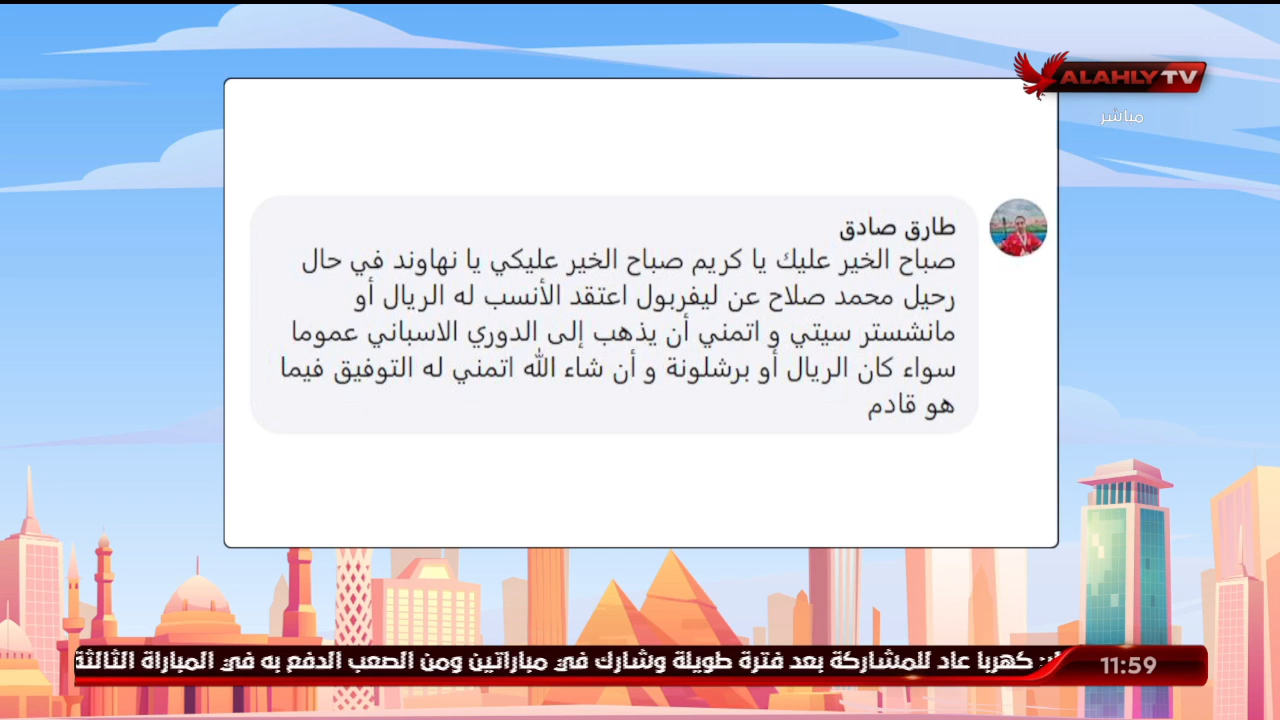 ALAHLY TV
مباشر
طارق صادق
صباح الخير عليك يا كريم صباح الخير عليكي يا نهاوند في حال
رحيل محمد صلاح عن ليفربول اعتقد الأنسب له الريال أو
مانشستر سيتي و اتمني أن يذهب إلى الدوري الاسباني عموما
سواء كان الريال أو برشلونة و أن شاء الله اتمني له التوفيق فيما
هو قادم
كهربا عاد للمشاركة بعد فترة طويلة وشارك في مباراتين ومن الصعب الدفع به في المباراة الثالثة
11:59